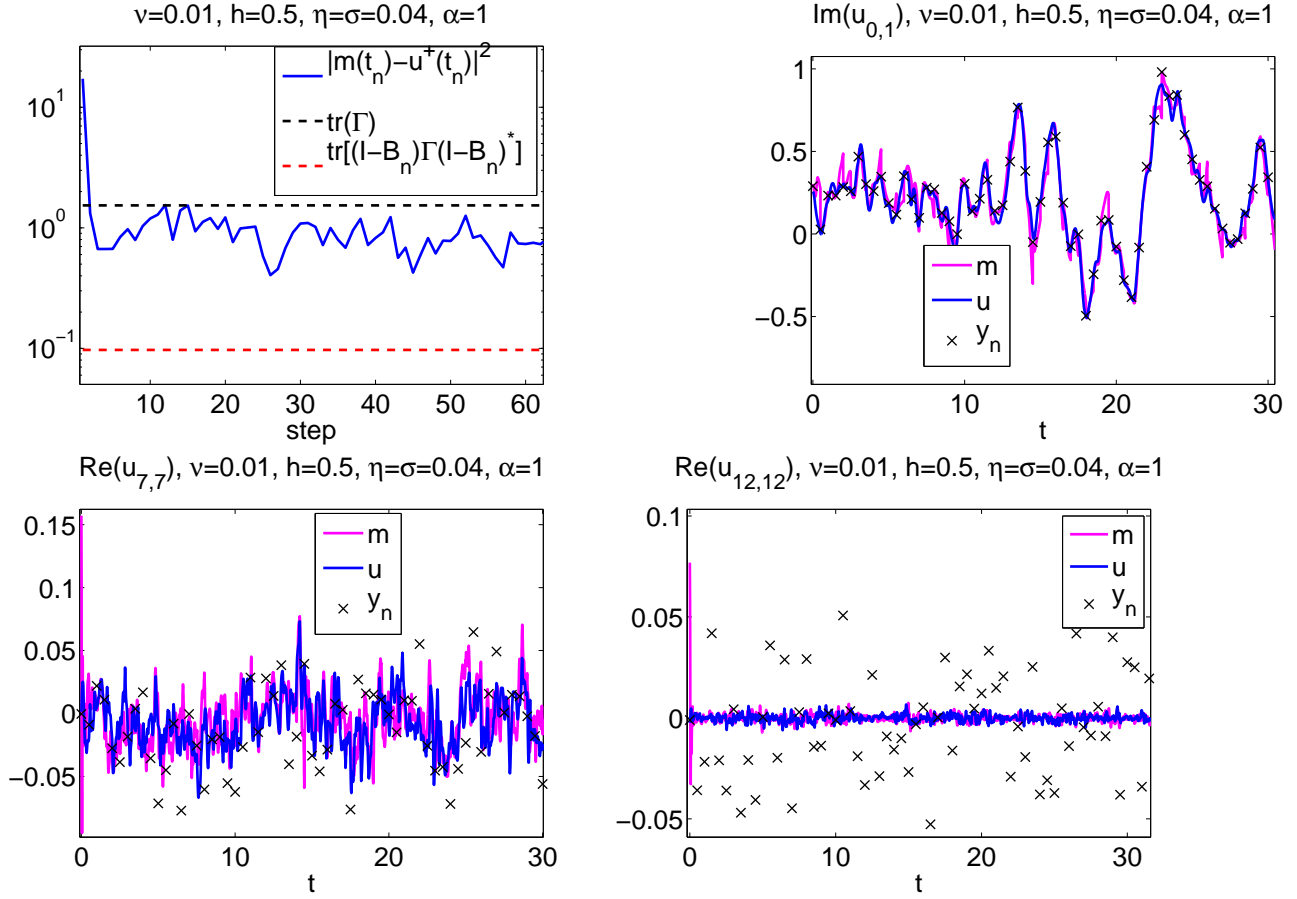 ν=0.01, h=0.5, η=σ=0.04, α=1
10^1
10^0
10^−1
10 20 30 40 50 60
step
|m(t_n)−u^+(t_n)|^2
tr(Γ)
tr[(I−B_n)Γ(I−B_n)^*]
Im(u_{0,1}), ν=0.01, h=0.5, η=σ=0.04, α=1
1
0.5
0
−0.5
0 10 20 30
t
m
u
y_n
Re(u_{7,7}), ν=0.01, h=0.5, η=σ=0.04, α=1
0.15
0.1
0.05
0
−0.05
0 10 20 30
t
m
u
y_n
Re(u_{12,12}), ν=0.01, h=0.5, η=σ=0.04, α=1
0.1
0.05
0
−0.05
0 10 20 30
t
m
u
y_n